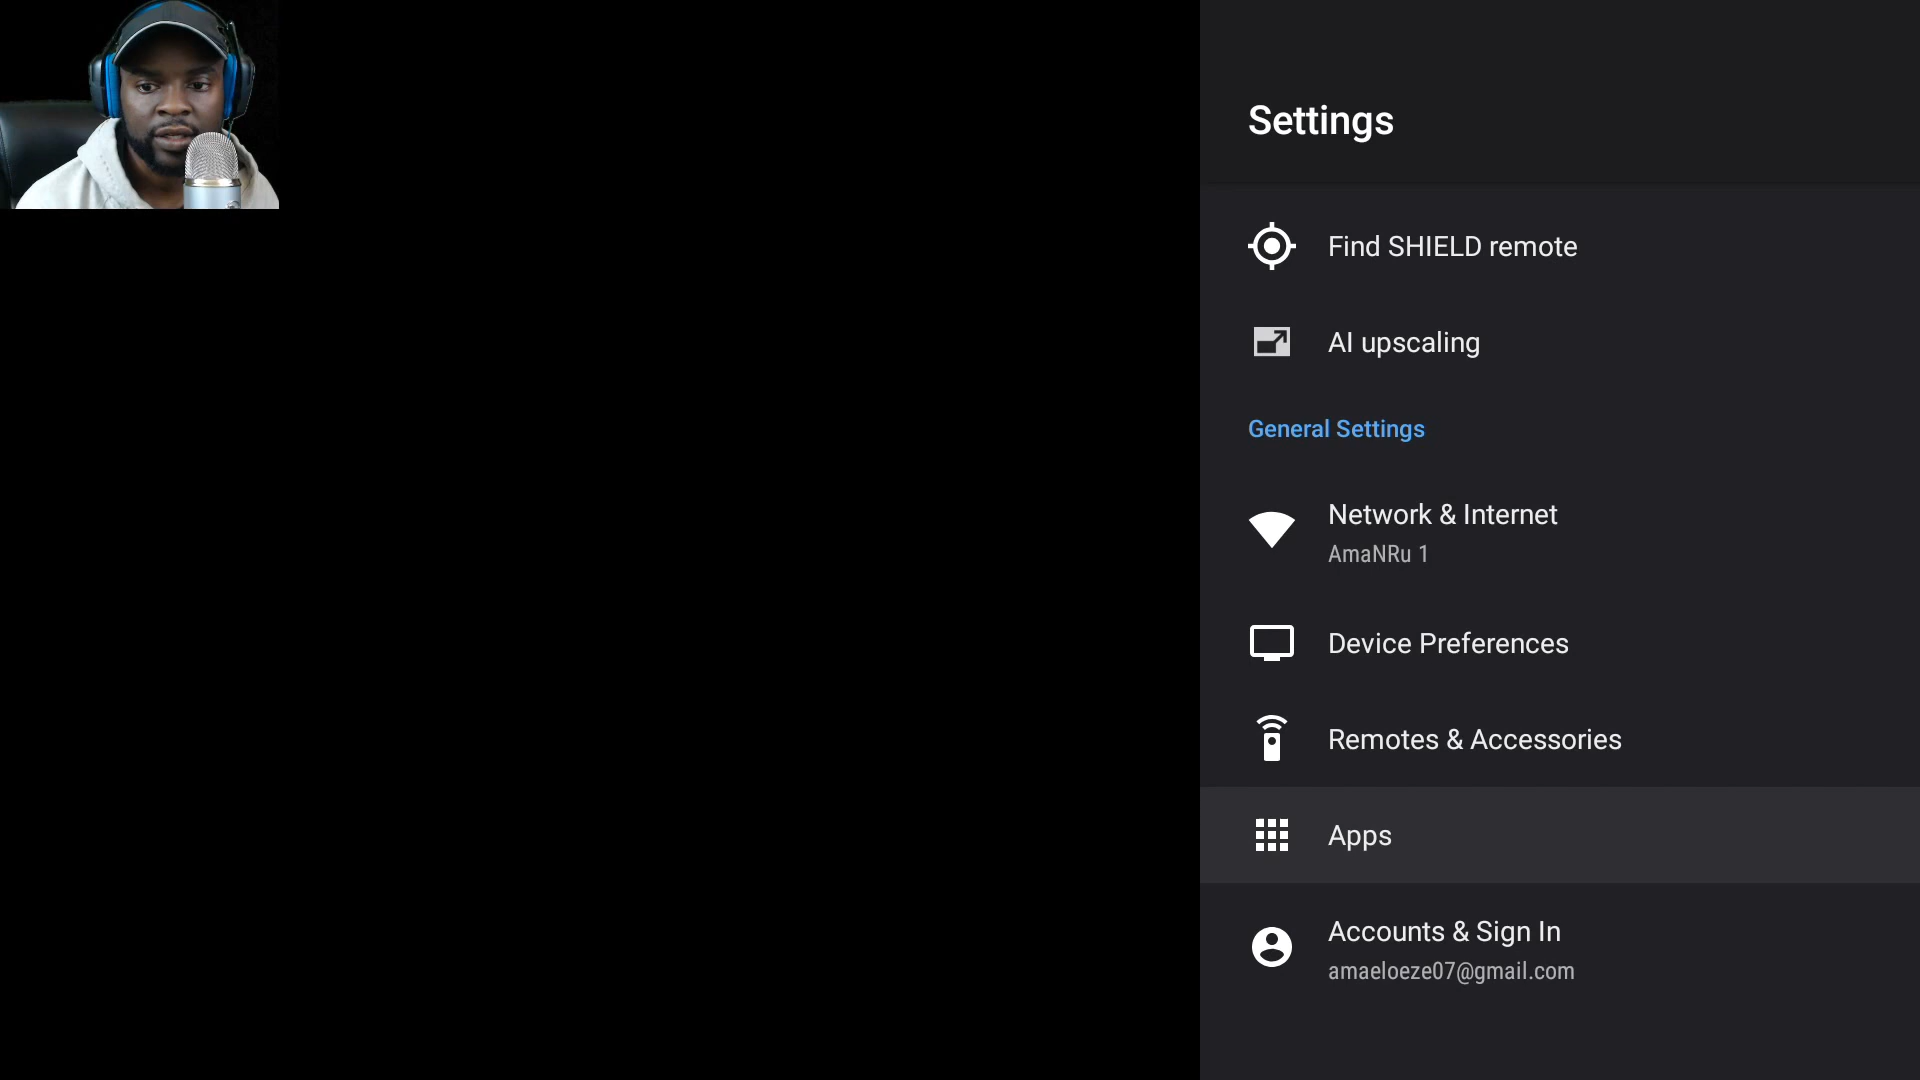 Settings
Find SHIELD remote
AI upscaling
General Settings
Network & Internet
AmaNRu 1
Device Preferences
Remotes & Accessories
Apps
Accounts & Sign In
amaeloeze07@gmail.com